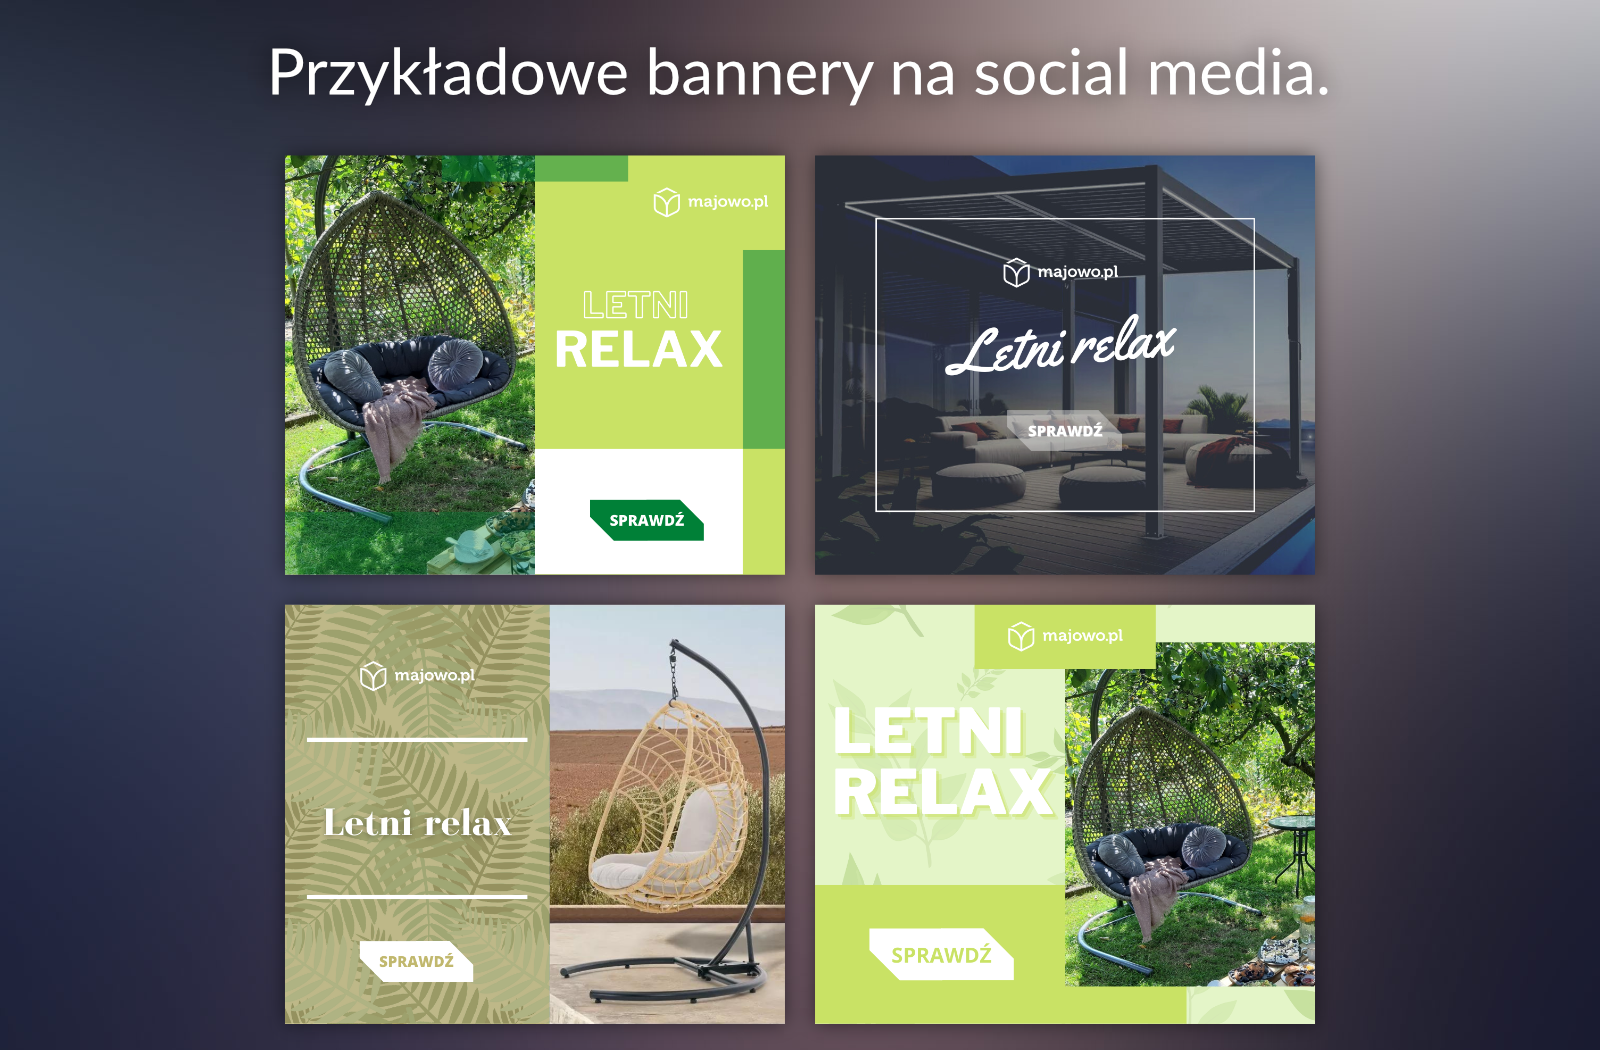 Przykładowe bannery na social media.
majowo.pl
LETNI
RELAX
SPRAWDŹ
majowo.pl
Letni relax
SPRAWDŹ
majowo.pl
Letni relax
SPRAWDŹ
majowo.pl
LETNI
RELAX
SPRAWDŹ